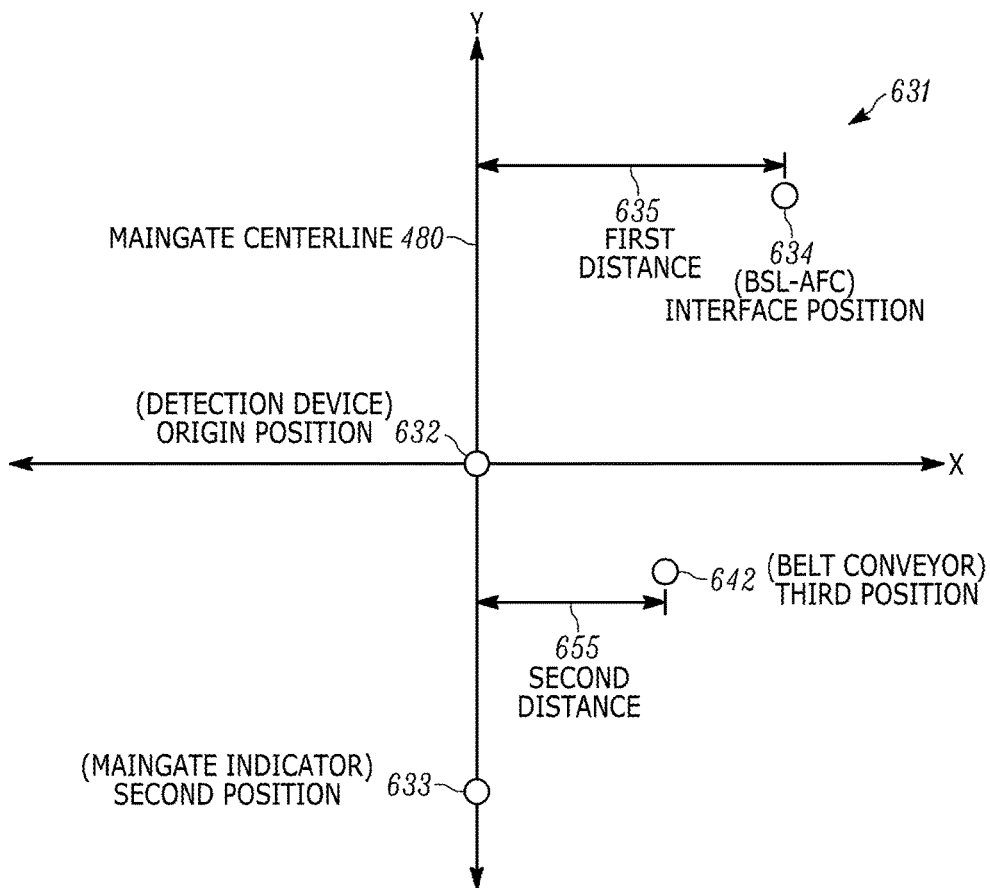 Y
631
635
FIRST
DISTANCE
MAINGATE CENTERLINE 480
634
(BSL-AFC)
INTERFACE POSITION
(DETECTION DEVICE)
ORIGIN POSITION 632
X
642 (BELT CONVEYOR)
THIRD POSITION
655
SECOND
DISTANCE
(MAINGATE INDICATOR)
SECOND POSITION 633